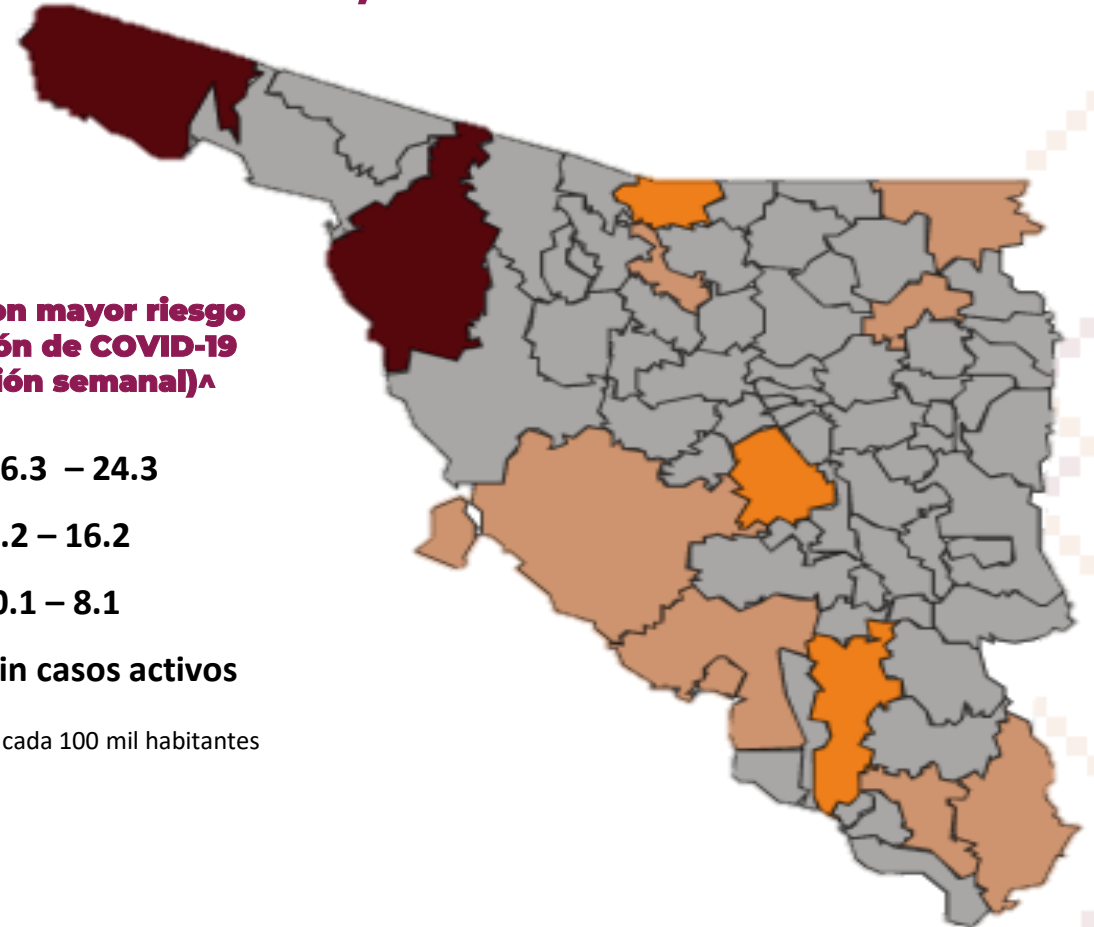 on mayor riesgo
ón de COVID-19
ión semanal)^
6.3 – 24.3
.2 – 16.2
0.1 – 8.1
in casos activos
cada 100 mil habitantes